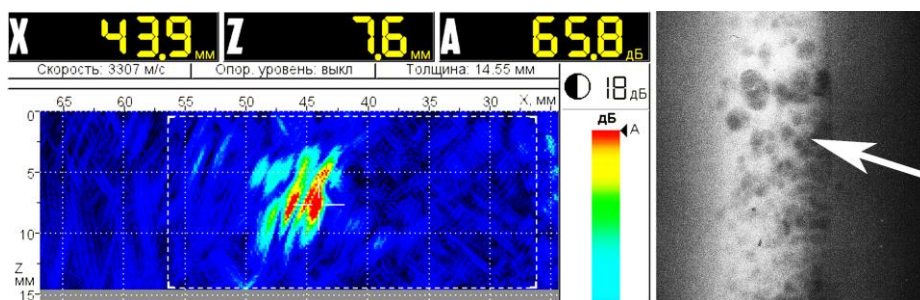 X 43.9 мм Z 7.6 мм A 65.8 дБ
Скорость: 3307 м/с Опор. уровень: выкл Толщина: 14.55 мм
18 дБ
65 60 55 50 45 40 35 30 X, мм
дБ
A
0
5
10
Z
мм
15